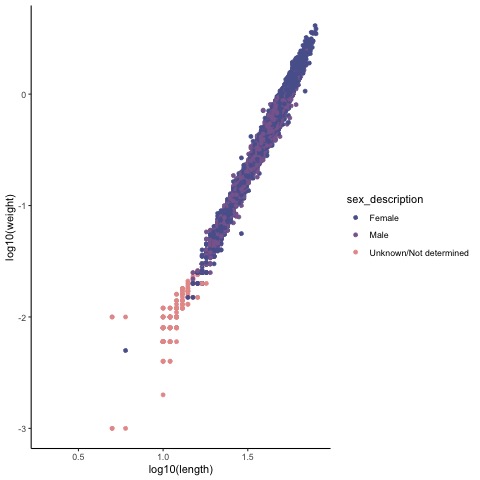 0
-1
-2
-3
log10(weight)
0.5
1.0
1.5
log10(length)
sex_description
Female
Male
Unknown/Not determined